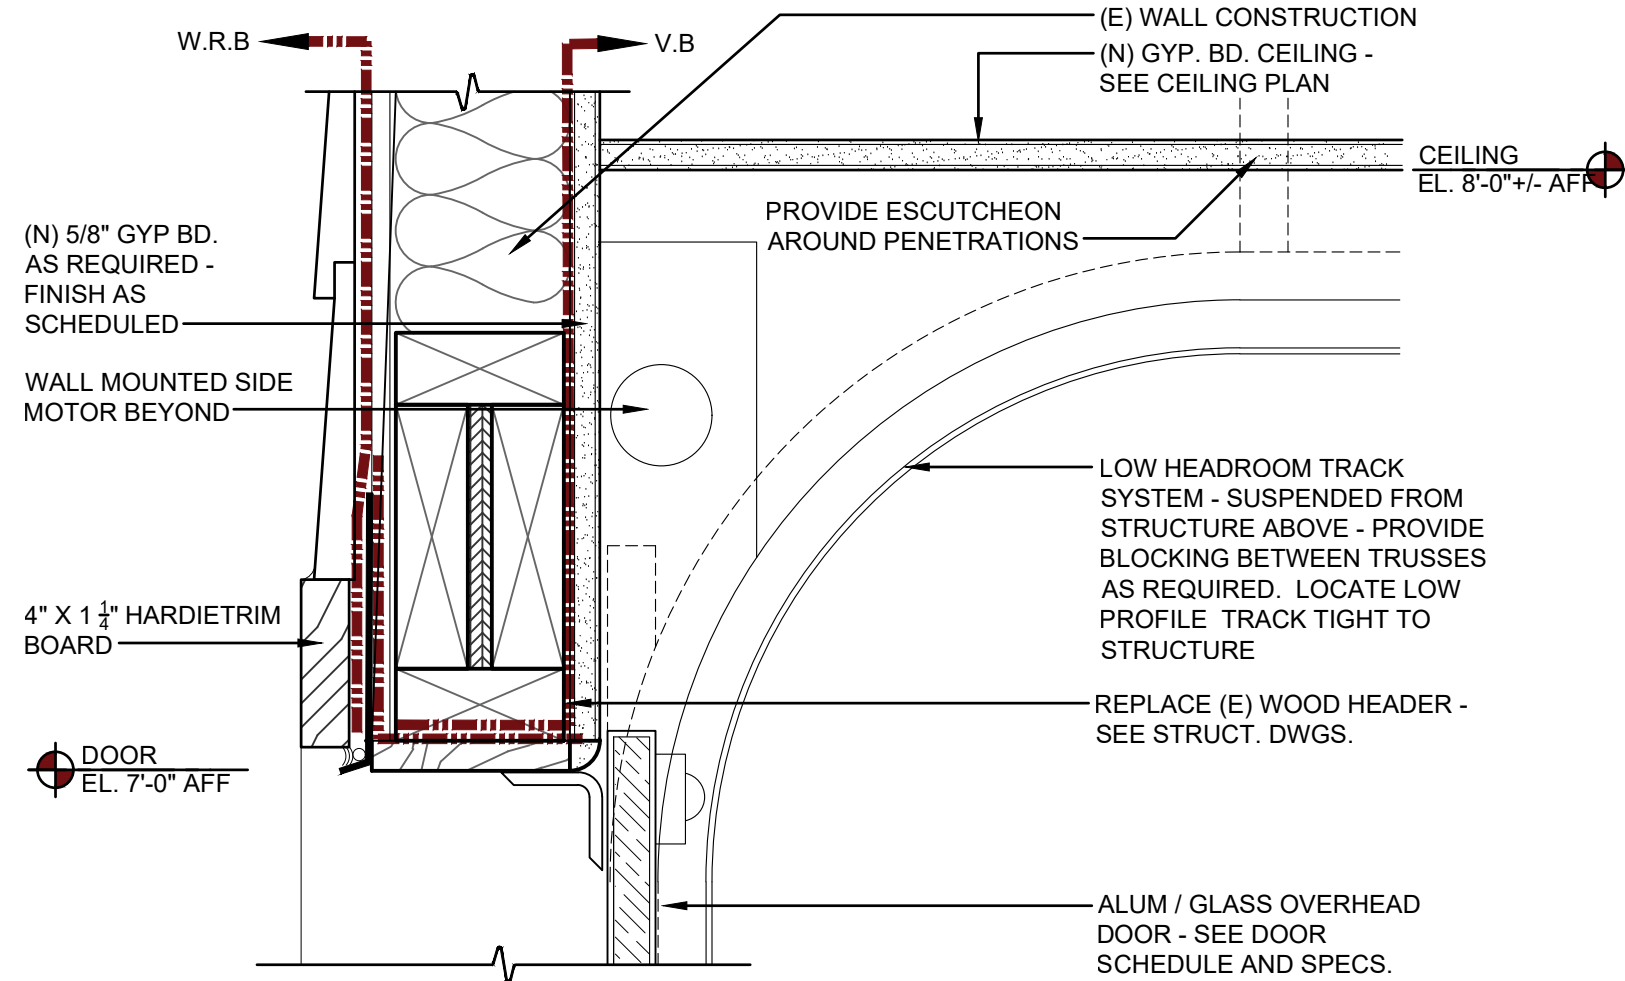 W.R.B
V.B
(E) WALL CONSTRUCTION
(N) GYP. BD. CEILING -
SEE CEILING PLAN
CEILING
EL. 8'-0"+/- AFF
PROVIDE ESCUTCHEON
AROUND PENETRATIONS
(N) 5/8" GYP BD.
AS REQUIRED -
FINISH AS
SCHEDULED
WALL MOUNTED SIDE
MOTOR BEYOND
LOW HEADROOM TRACK
SYSTEM - SUSPENDED FROM
STRUCTURE ABOVE - PROVIDE
BLOCKING BETWEEN TRUSSES
AS REQUIRED. LOCATE LOW
PROFILE TRACK TIGHT TO
STRUCTURE
4" X 1 1/4" HARDIETRIM
BOARD
REPLACE (E) WOOD HEADER -
SEE STRUCT. DWGS.
DOOR
EL. 7'-0" AFF
ALUM / GLASS OVERHEAD
DOOR - SEE DOOR
SCHEDULE AND SPECS.